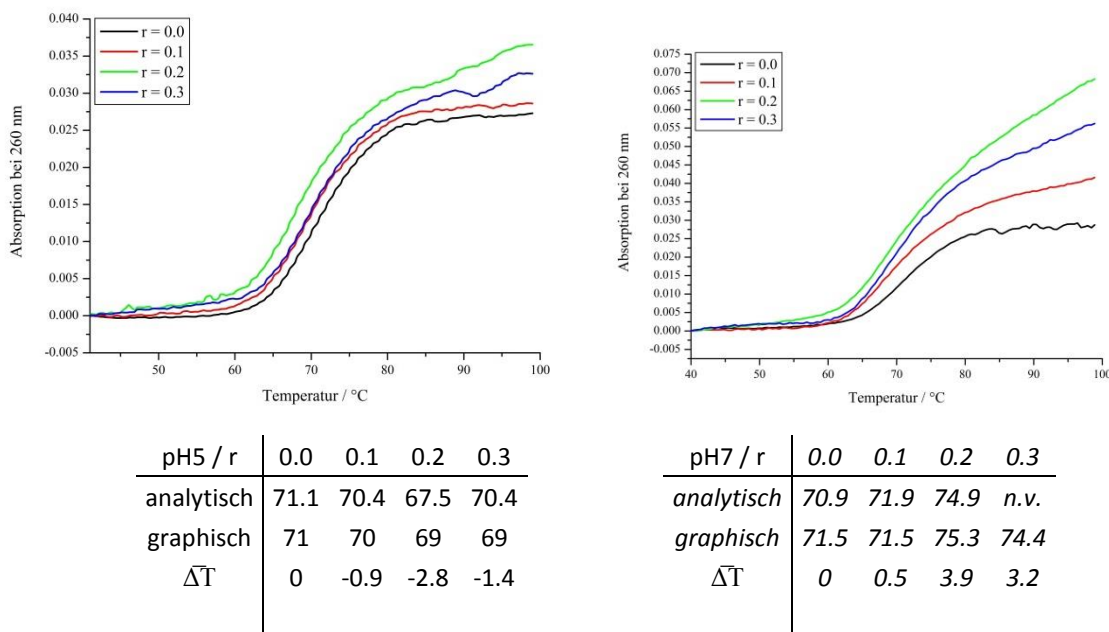 0.040
0.035
0.030
0.025
0.020
0.015
0.010
0.005
0.000
-0.005
Absorption bei 260 nm
r = 0.0
r = 0.1
r = 0.2
r = 0.3
50 60 70 80 90 100
Temperatur / °C
0.075
0.070
0.065
0.060
0.055
0.050
0.045
0.040
0.035
0.030
0.025
0.020
0.015
0.010
0.005
0.000
-0.005
Absorption bei 260 nm
r = 0.0
r = 0.1
r = 0.2
r = 0.3
40 50 60 70 80 90 100
Temperatur / °C
pH5 / r 0.0 0.1 0.2 0.3
analytisch 71.1 70.4 67.5 70.4
graphisch 71 70 69 69
Δ̅T̅ 0 -0.9 -2.8 -1.4
pH7 / r 0.0 0.1 0.2 0.3
analytisch 70.9 71.9 74.9 n.v.
graphisch 71.5 71.5 75.3 74.4
Δ̅T̅ 0 0.5 3.9 3.2